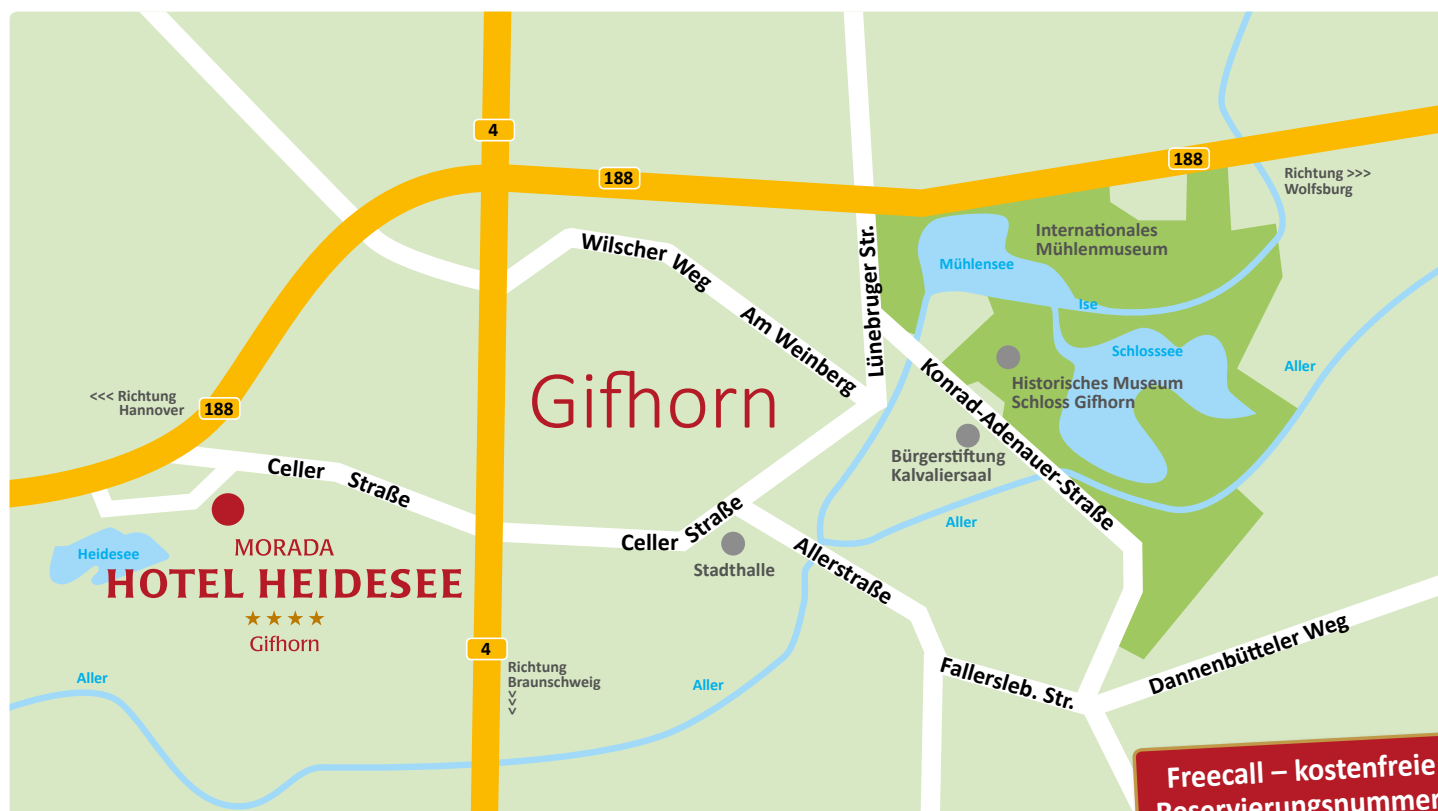 4
188
188
Richtung >>>
Wolfsburg
Internationales
Mühlenmuseum
Wilscher Weg
Lünebruger Str.
Mühlensee
Ise
Am Weinberg
Schlosssee
Aller
<<< Richtung
Hannover
188
Gifhorn
Konrad-Adenauer-Straße
Historisches Museum
Schloss Gifhorn
Bürgerstiftung
Kalvaliersaal
Celler Straße
Aller
Celler Straße
Stadthalle
Allerstraße
Heidesee
MORADA
HOTEL HEIDESEE
Gifhorn
4
Richtung
Braunschweig
>>>
Aller
Aller
Fallersleb. Str.
Dannenbütteler Weg
Freecall – kostenfreie
Reservierungsnummer